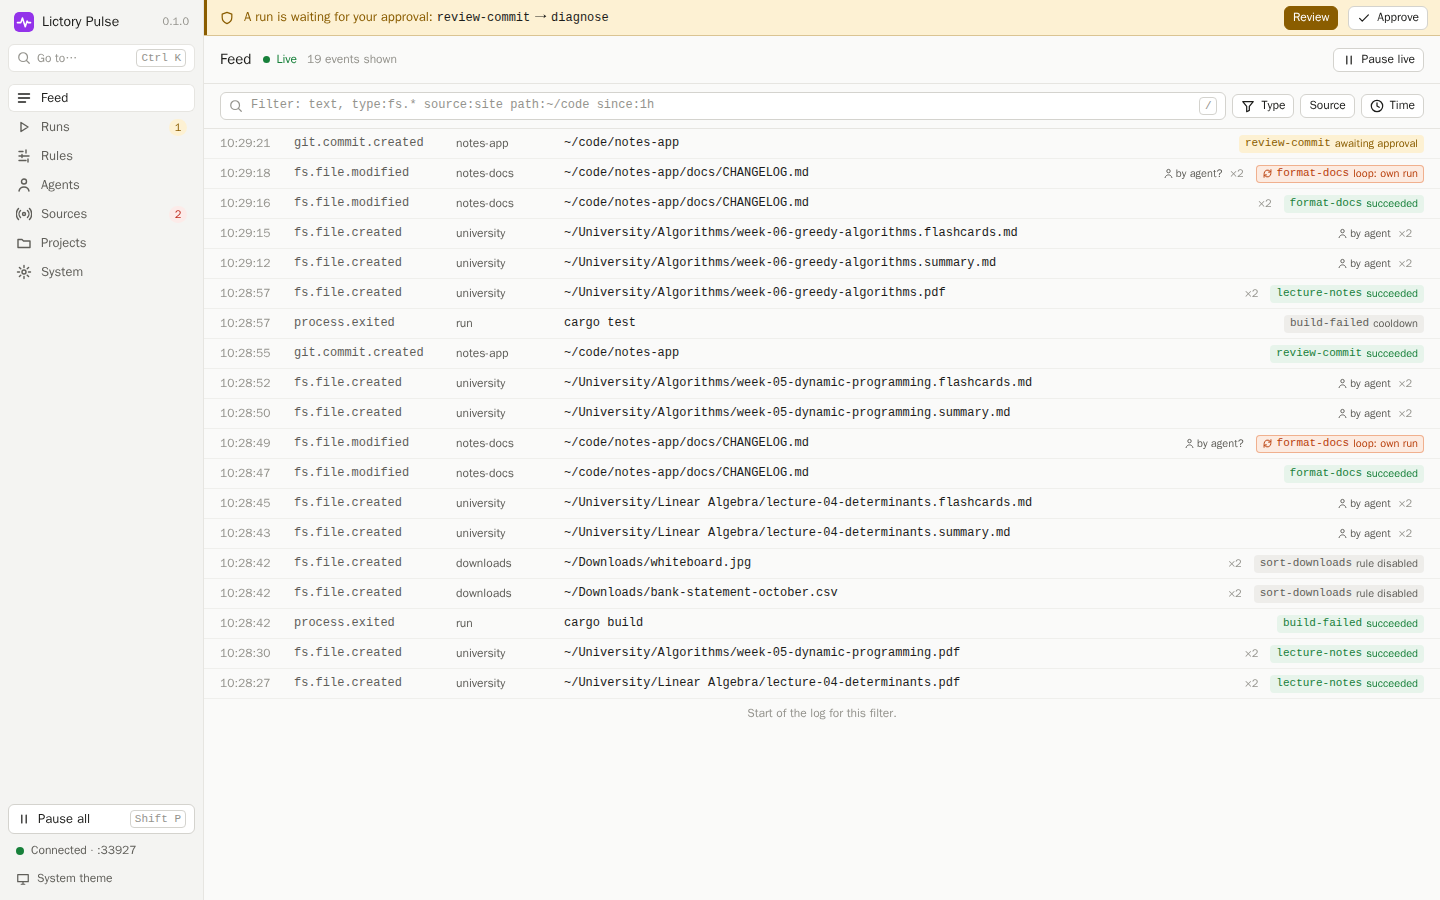 Lictory Pulse 0.1.0
Go to··· Ctrl K
Feed
Runs 1
Rules
Agents
Sources 2
Projects
System
Pause all Shift P
Connected · :33927
System theme
A run is waiting for your approval: review-commit → diagnose Review Approve
Feed Live 19 events shown Pause live
Filter: text, type:fs.* source:site path:~/code since:1h / Type Source Time
10:29:21 git.commit.created notes-app ~/code/notes-app review-commit awaiting approval
10:29:18 fs.file.modified notes-docs ~/code/notes-app/docs/CHANGELOG.md by agent? ×2 format-docs loop: own run
10:29:16 fs.file.modified notes-docs ~/code/notes-app/docs/CHANGELOG.md ×2 format-docs succeeded
10:29:15 fs.file.created university ~/University/Algorithms/week-06-greedy-algorithms.flashcards.md by agent ×2
10:29:12 fs.file.created university ~/University/Algorithms/week-06-greedy-algorithms.summary.md by agent ×2
10:28:57 fs.file.created university ~/University/Algorithms/week-06-greedy-algorithms.pdf ×2 lecture-notes succeeded
10:28:57 process.exited run cargo test build-failed cooldown
10:28:55 git.commit.created notes-app ~/code/notes-app review-commit succeeded
10:28:52 fs.file.created university ~/University/Algorithms/week-05-dynamic-programming.flashcards.md by agent ×2
10:28:50 fs.file.created university ~/University/Algorithms/week-05-dynamic-programming.summary.md by agent ×2
10:28:49 fs.file.modified notes-docs ~/code/notes-app/docs/CHANGELOG.md by agent? format-docs loop: own run
10:28:47 fs.file.modified notes-docs ~/code/notes-app/docs/CHANGELOG.md format-docs succeeded
10:28:45 fs.file.created university ~/University/Linear Algebra/lecture-04-determinants.flashcards.md by agent ×2
10:28:43 fs.file.created university ~/University/Linear Algebra/lecture-04-determinants.summary.md by agent ×2
10:28:42 fs.file.created downloads ~/Downloads/whiteboard.jpg ×2 sort-downloads rule disabled
10:28:42 fs.file.created downloads ~/Downloads/bank-statement-october.csv ×2 sort-downloads rule disabled
10:28:42 process.exited run cargo build build-failed succeeded
10:28:30 fs.file.created university ~/University/Algorithms/week-05-dynamic-programming.pdf ×2 lecture-notes succeeded
10:28:27 fs.file.created university ~/University/Linear Algebra/lecture-04-determinants.pdf ×2 lecture-notes succeeded
Start of the log for this filter.